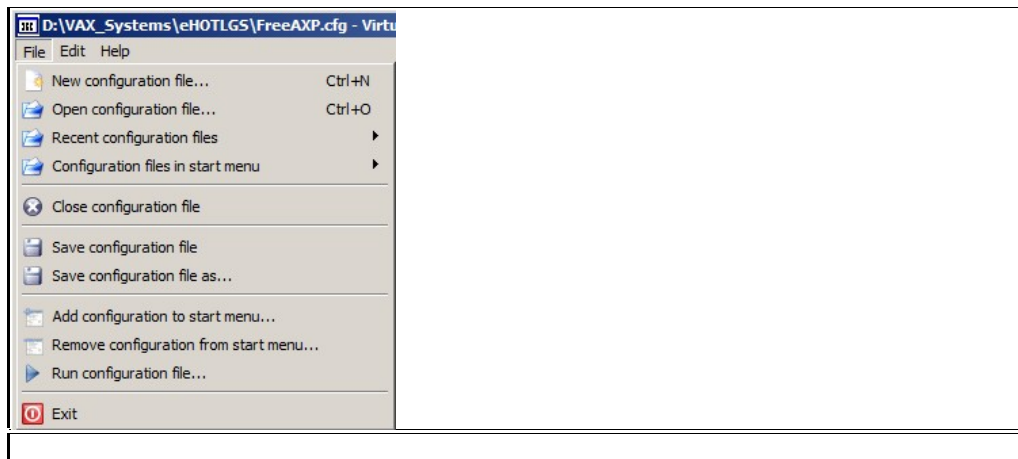 D:\VAX_Systems\eHOTLGS\FreeAXP.cfg - Virtu
File Edit Help
New configuration file... Ctrl+N
Open configuration file... Ctrl+O
Recent configuration files
Configuration files in start menu
Close configuration file
Save configuration file
Save configuration file as...
Add configuration to start menu...
Remove configuration from start menu...
Run configuration file...
Exit